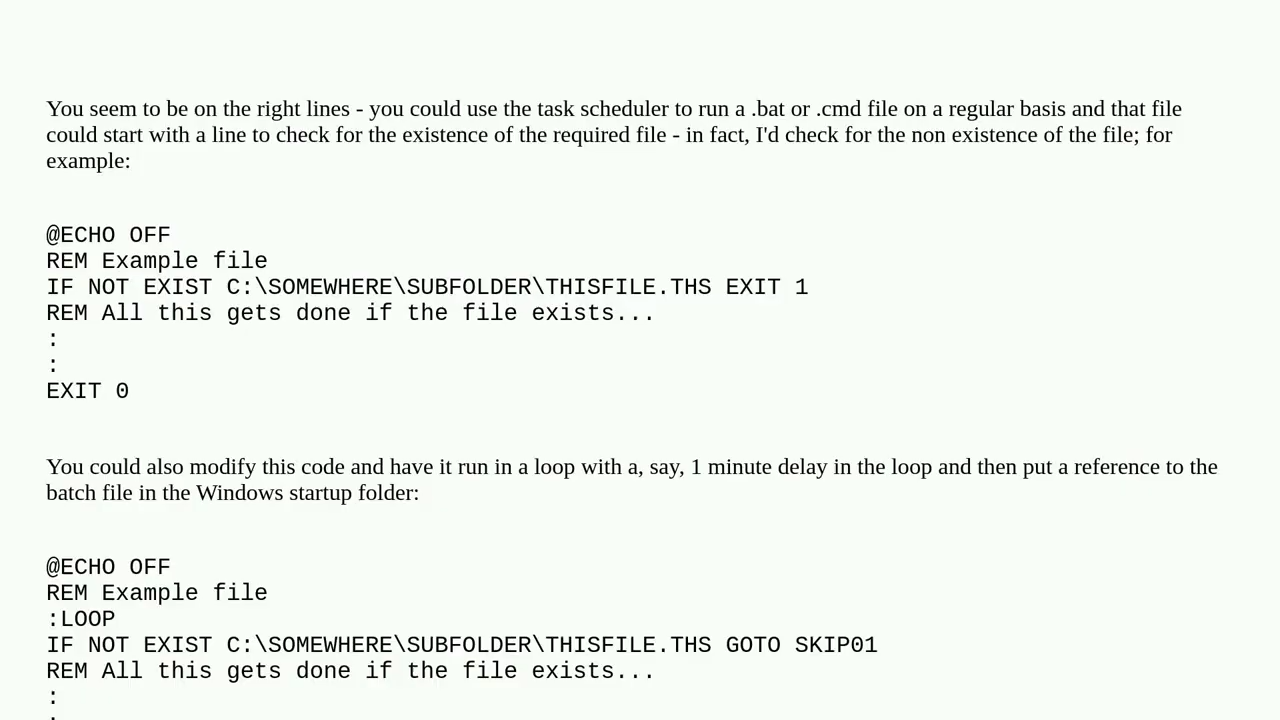 You seem to be on the right lines - you could use the task scheduler to run a .bat or .cmd file on a regular basis and that file
could start with a line to check for the existence of the required file - in fact, I'd check for the non existence of the file; for
example:
@ECHO OFF
REM Example file
IF NOT EXIST C:\SOMEWHERE\SUBFOLDER\THISFILE.THS EXIT 1
REM All this gets done if the file exists...
:
:
EXIT 0
You could also modify this code and have it run in a loop with a, say, 1 minute delay in the loop and then put a reference to the
batch file in the Windows startup folder:
@ECHO OFF
REM Example file
:LOOP
IF NOT EXIST C:\SOMEWHERE\SUBFOLDER\THISFILE.THS GOTO SKIP01
REM All this gets done if the file exists...
: